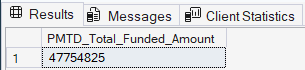 Results Messages Client Statistics
PMTD_Total_Funded_Amount
1 47754825